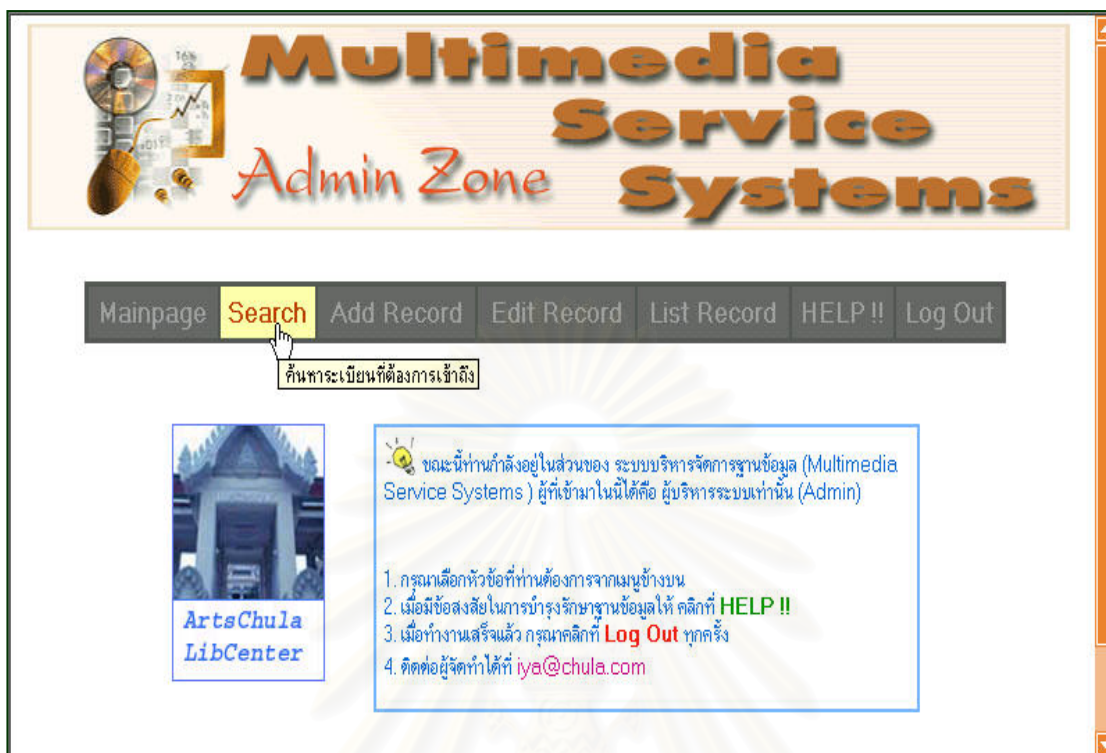 Multimedia
Service
Admin Zone Systems
Mainpage Search Add Record Edit Record List Record HELP !! Log Out
ค้นหาระเบียนที่ต้องการเข้าถึง
ขณะนี้ท่านกำลังอยู่ในส่วนของ ระบบบริหารจัดการฐานข้อมูล (Multimedia
Service Systems ) ผู้ที่เข้ามาในนี้ได้คือ ผู้บริหารระบบเท่านั้น (Admin)
1. กรุณาเลือกหัวข้อที่ท่านต้องการจากเมนูข้างบน
2. เมื่อมีข้อสงสัยในการบำรุงรักษาฐานข้อมูลให้ คลิกที่ HELP !!
3. เมื่อทำงานเสร็จแล้ว กรุณาคลิกที่ Log Out ทุกครั้ง
4. ติดต่อผู้จัดทำได้ที่ iya@chula.com
ArtsChula
LibCenter